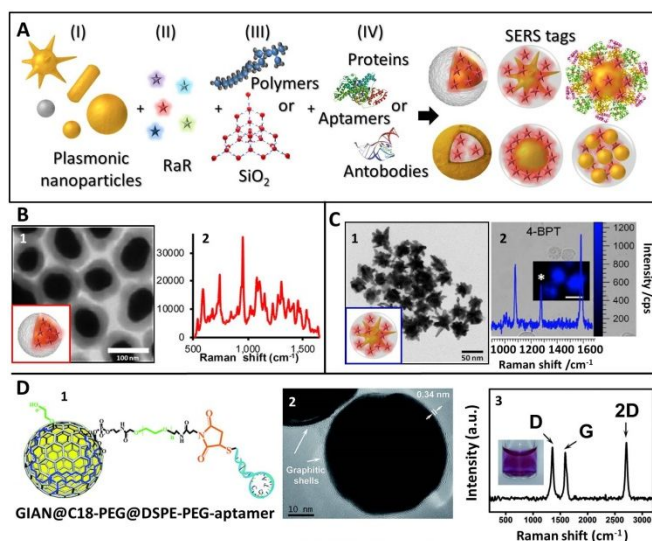 A
(I)
(II)
(III)
(IV)
SERS tags
Plasmonic
nanoparticles
+
RaR
+
Polymers
or
SiO2
+
Proteins
Aptamers
or
Antobodies
B
1
100 nm
2
30000
20000
10000
0
500
1,000
1,500
Raman shift (cm-1)
C
1
50 nm
2
4-BPT
*
1200
1000
800
600
400
200
/cps
1000 1200 1400 1600
Raman shift /cm-1
D
1
GIAN@C18-PEG@DSPE-PEG-aptamer
2
0.34 nm
Graphitic
shells
10 nm
3
Intensity (a.u.)
D
G
2D
500 1000 1500 2000 2500 3000
Raman shift (cm-1)